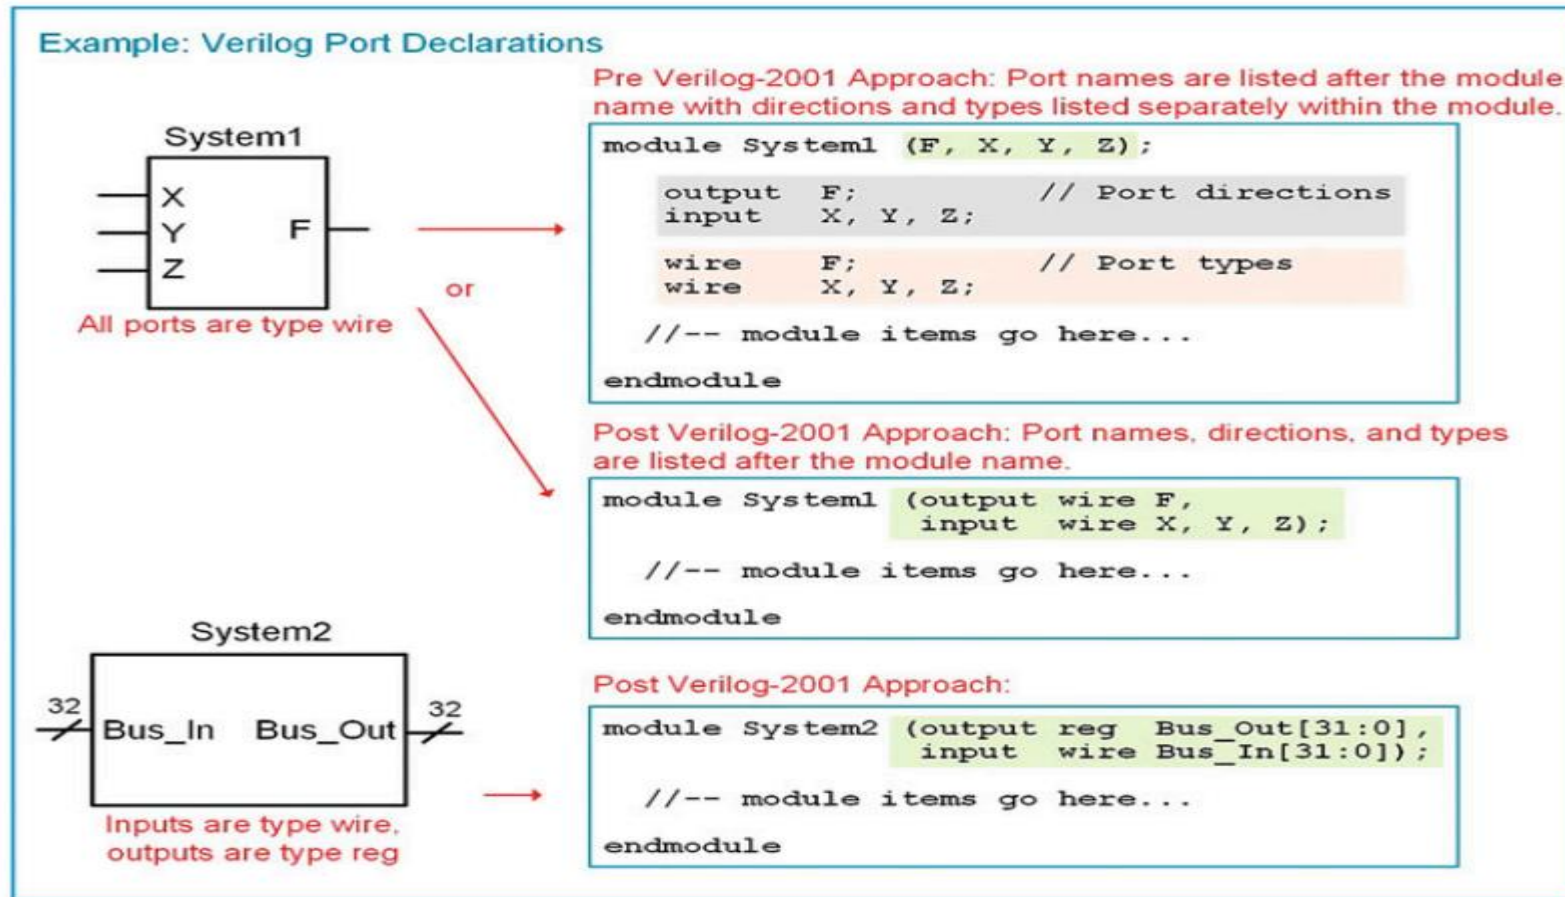 Example: Verilog Port Declarations
Pre Verilog-2001 Approach: Port names are listed after the module
name with directions and types listed separately within the module.
System1
X
Y
Z
F
All ports are type wire
or
module System1 (F, X, Y, Z);
output F; // Port directions
input X, Y, Z;
wire F; // Port types
wire X, Y, Z;
//-- module items go here...
endmodule
Post Verilog-2001 Approach: Port names, directions, and types
are listed after the module name.
module System1 (output wire F,
input wire X, Y, Z);
//-- module items go here...
endmodule
System2
32
Bus_In Bus_Out
32
Inputs are type wire,
outputs are type reg
Post Verilog-2001 Approach:
module System2 (output reg Bus_Out[31:0],
input wire Bus_In[31:0]);
//-- module items go here...
endmodule